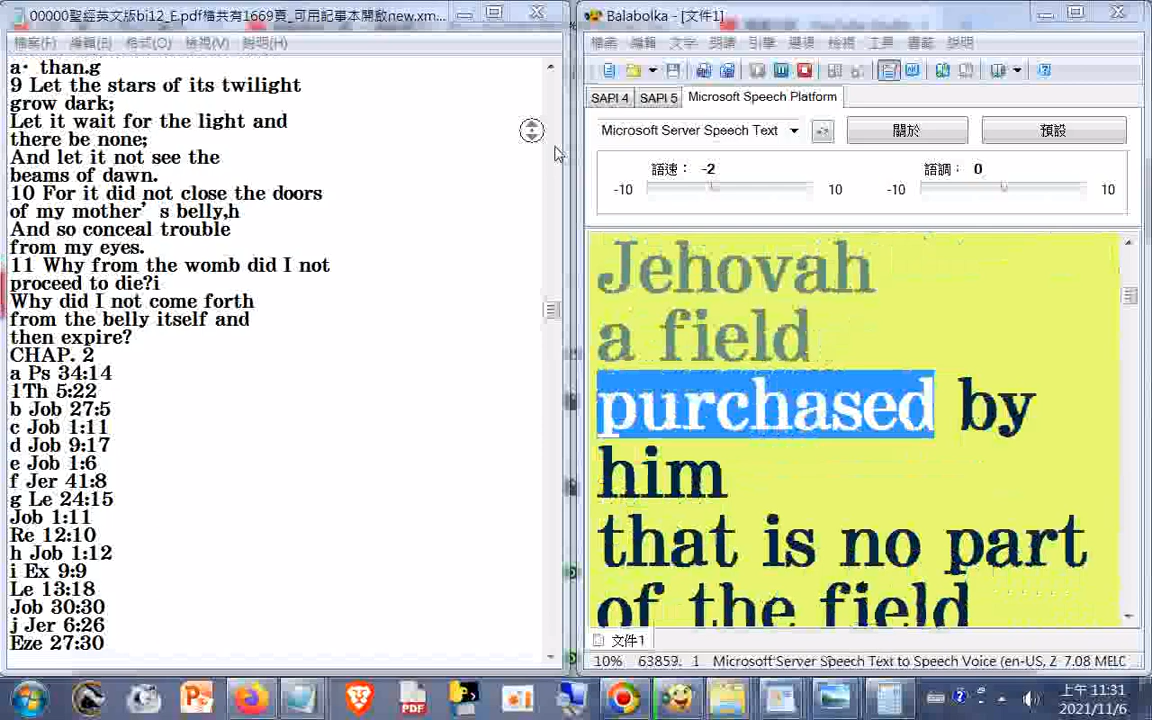 00000聖經英文版bi12_E.pdf檔共有1669頁_可用記事本開啟new.xm...
檔案(F) 編輯(E) 格式(O) 檢視(V) 說明(H)
a· than.g
9 Let the stars of its twilight
grow dark;
Let it wait for the light and
there be none;
And let it not see the
beams of dawn.
10 For it did not close the doors
of my mother’s belly,h
And so conceal trouble
from my eyes.
11 Why from the womb did I not
proceed to die?i
Why did I not come forth
from the belly itself and
then expire?
CHAP. 2
a Ps 34:14
1Th 5:22
b Job 27:5
c Job 1:11
d Job 9:17
e Job 1:6
f Jer 41:8
g Le 24:15
Job 1:11
Re 12:10
h Job 1:12
i Ex 9:9
Le 13:18
Job 30:30
j Jer 6:26
Eze 27:30
Balabolka - [文件1]
檔案 編輯 文字 朗讀 引擎 選項 檢視 工具 書籤 說明
SAPI 4 SAPI 5 Microsoft Speech Platform
Microsoft Server Speech Text 關於 預設
語速： -2 語調： 0
-10 10 -10 10
Jehovah
a field
purchased by
him
that is no part
of the field
文件1
10% 63859. 1 Microsoft Server Speech Text to Speech Voice (en-US, Z 7.08 MELC
PDF
上午 11:31
2021/11/6